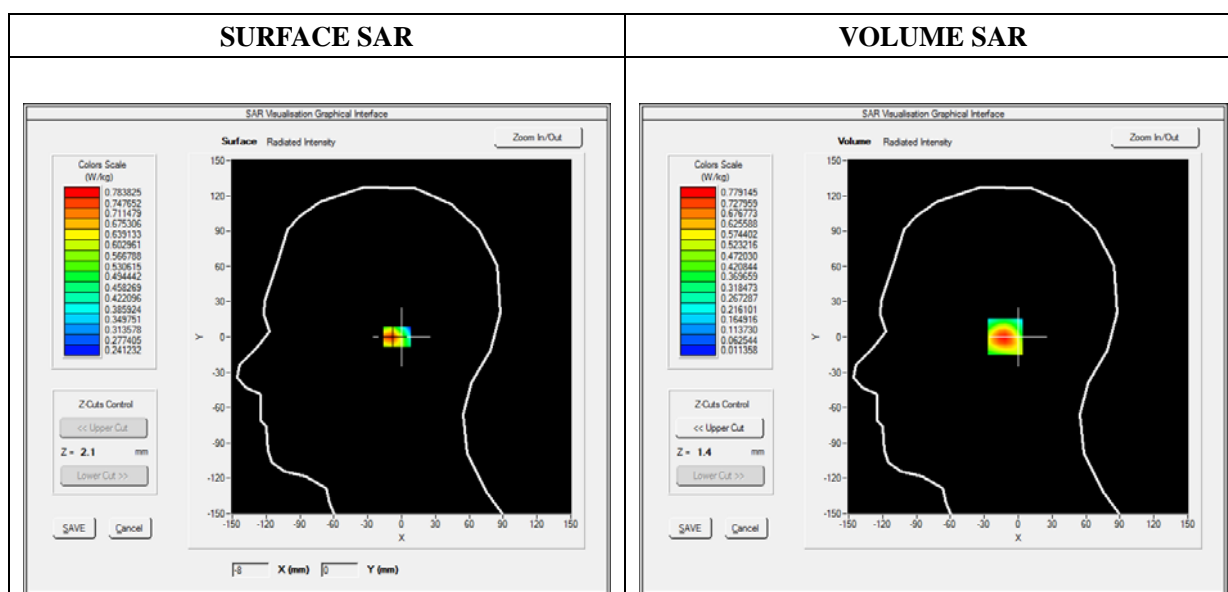 SURFACE SAR
VOLUME SAR
SAR Visualisation Graphical Interface
Surface Radiated Intensity
Zoom In/Out
Colors Scale
(W/kg)
0.783825
0.747652
0.711479
0.675306
0.639133
0.602961
0.566788
0.530615
0.494442
0.458269
0.422096
0.385924
0.349751
0.313578
0.277405
0.241232
Z-Cuts Control
<< Upper Cut
Z = 2.1 mm
Lower Cut >>
SAVE Cancel
150
120
90
60
30
0
-30
-60
-90
-120
-150
Y
-150 -120 -90 -60 -30 0 30 60 90 120 150
X
-8 X (mm) 0 Y (mm)
SAR Visualisation Graphical Interface
Volume Radiated Intensity
Zoom In/Out
Colors Scale
(W/kg)
0.779145
0.727959
0.676773
0.625588
0.574402
0.523216
0.472030
0.420844
0.369659
0.318473
0.267287
0.216101
0.164916
0.113730
0.062544
0.011358
Z-Cuts Control
<< Upper Cut
Z = 1.4 mm
Lower Cut >>
SAVE Cancel
150
120
90
60
30
0
-30
-60
-90
-120
-150
Y
-150 -120 -90 -60 -30 0 30 60 90 120 150
X